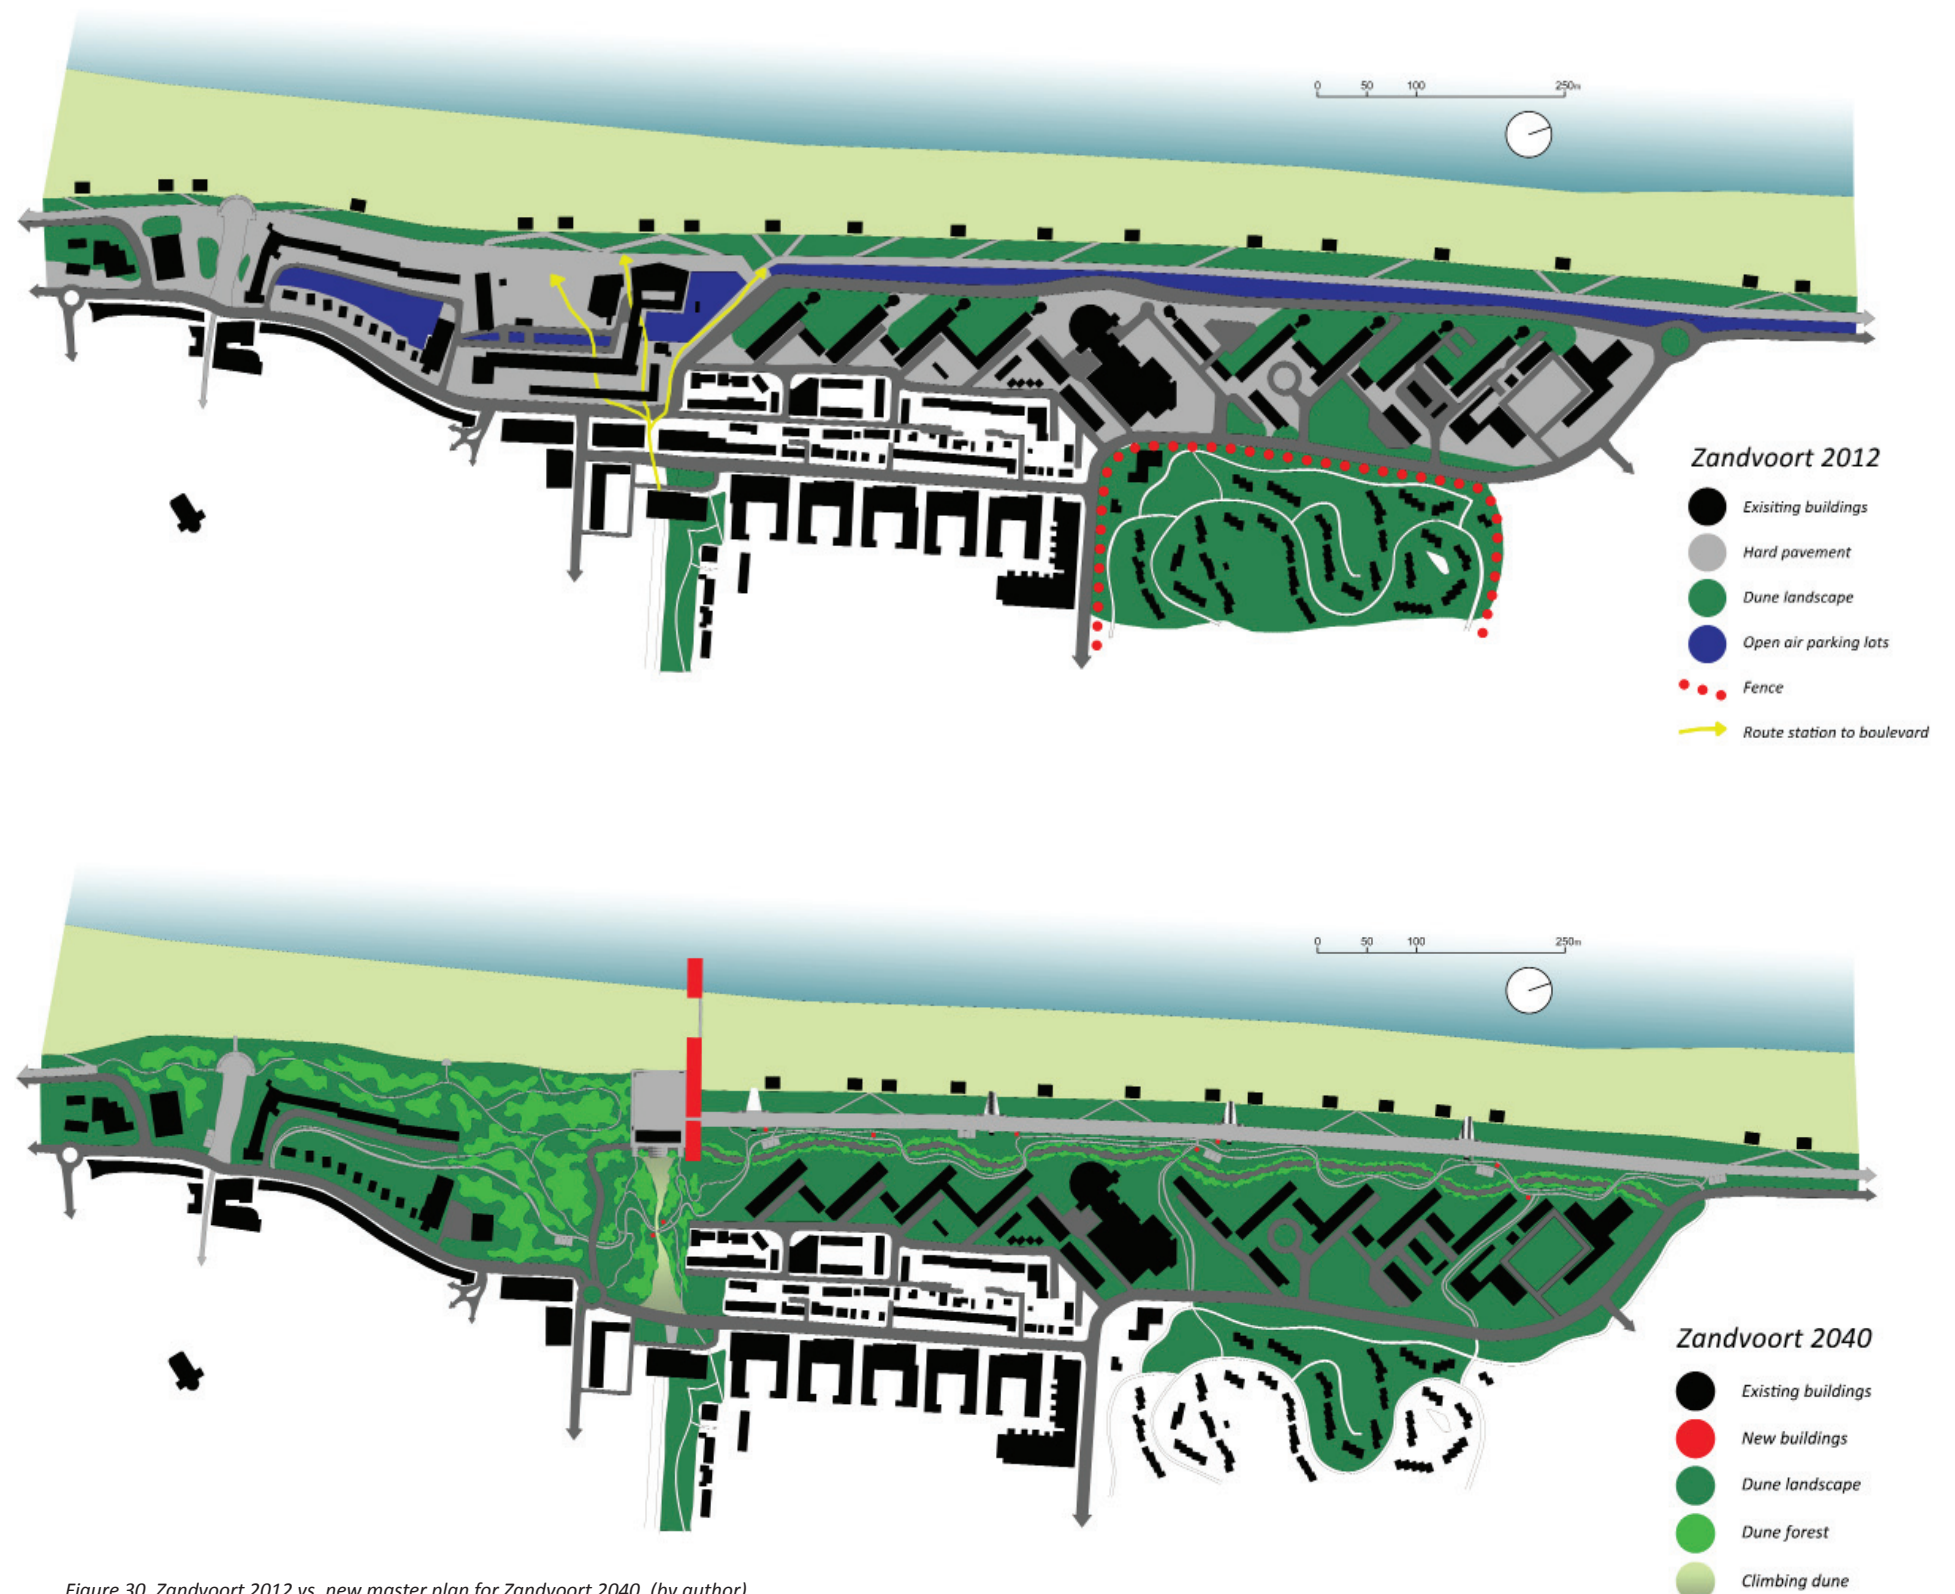 0 50 100 250m
Zandvoort 2012
Exisiting buildings
Hard pavement
Dune landscape
Open air parking lots
Fence
Route station to boulevard
0 50 100 250m
Zandvoort 2040
Existing buildings
New buildings
Dune landscape
Dune forest
Climbing dune
Figure 30. Zandvoort 2012 vs. new master plan for Zandvoort 2040. (by author)